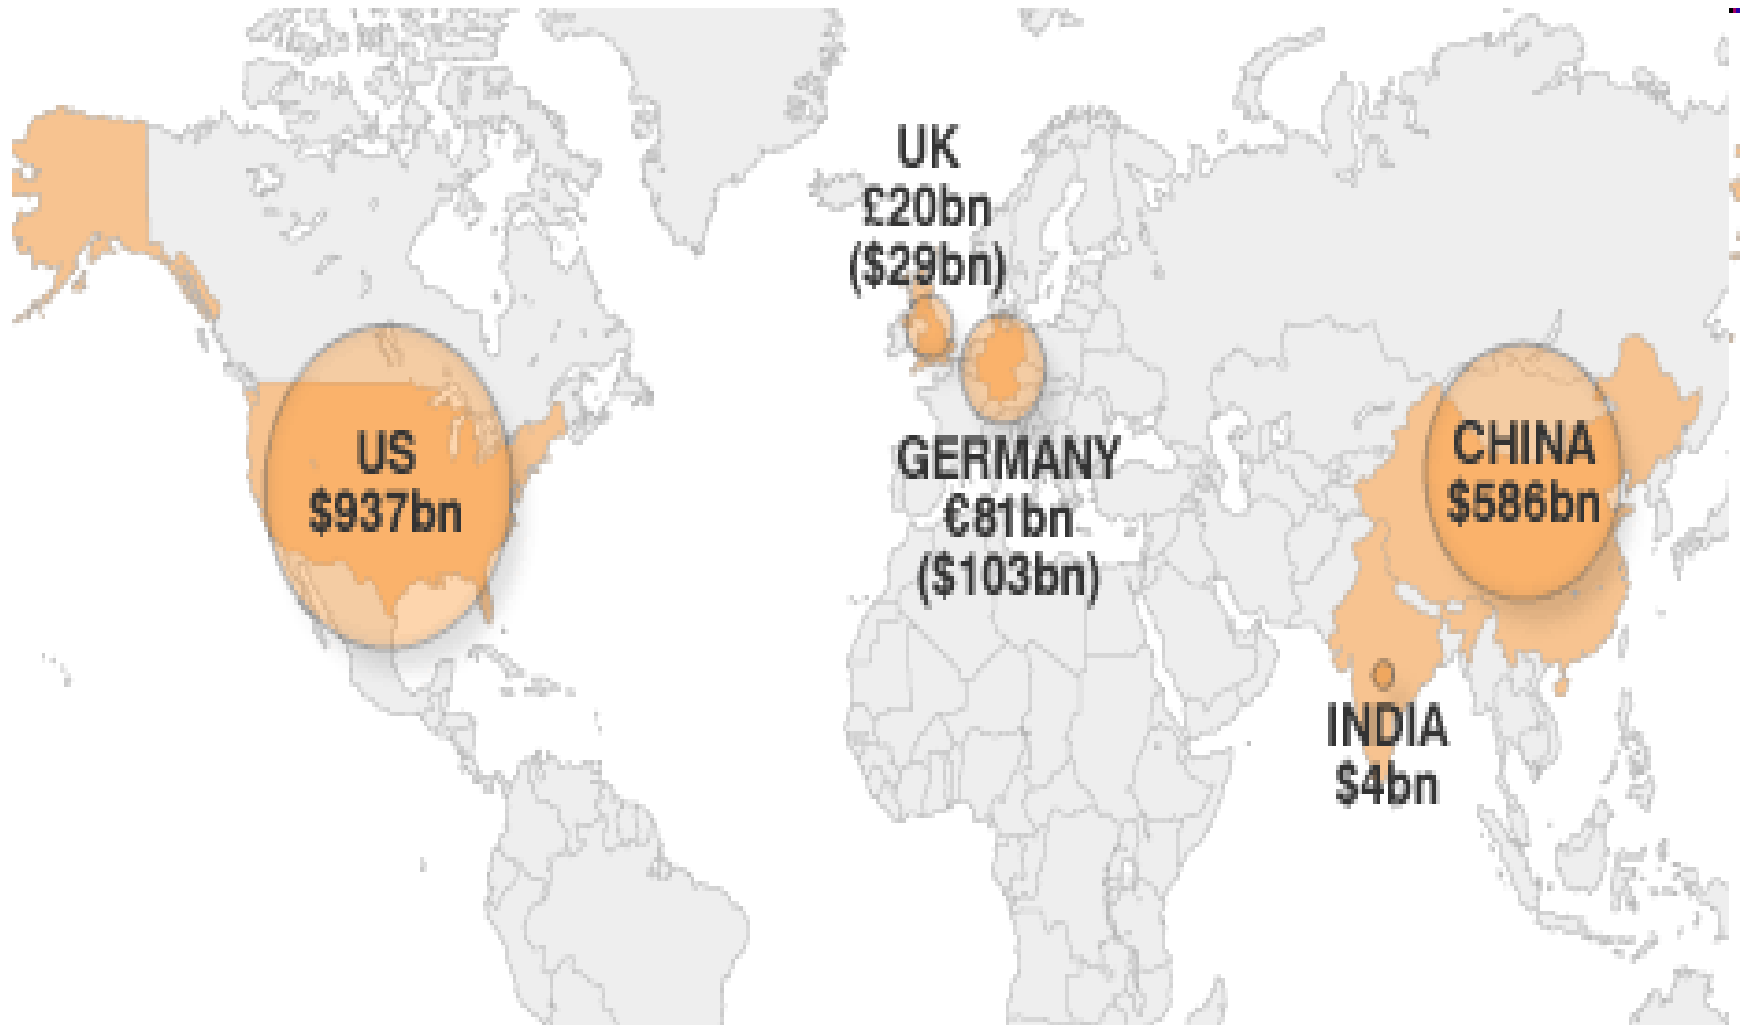 UK
£20bn
($29bn)
US
$937bn
GERMANY
€81bn
($103bn)
CHINA
$586bn
INDIA
$4bn